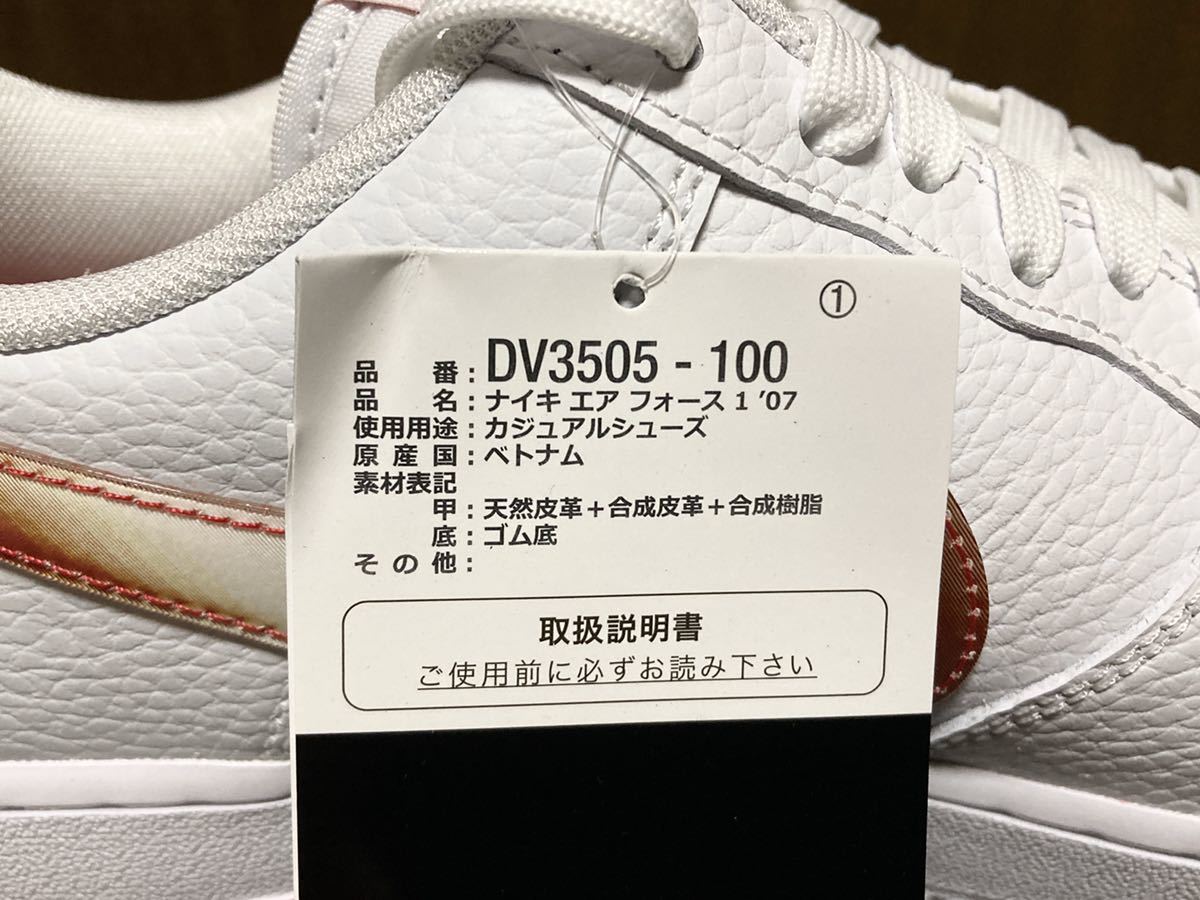 ①
品番：DV3505 - 100
品名：ナイキ エア フォース 1 ’07
使用用途：カジュアルシューズ
原産国：ベトナム
素材表記
甲：天然皮革＋合成皮革＋合成樹脂
底：ゴム底
その他：
取扱説明書
ご使用前に必ずお読み下さい